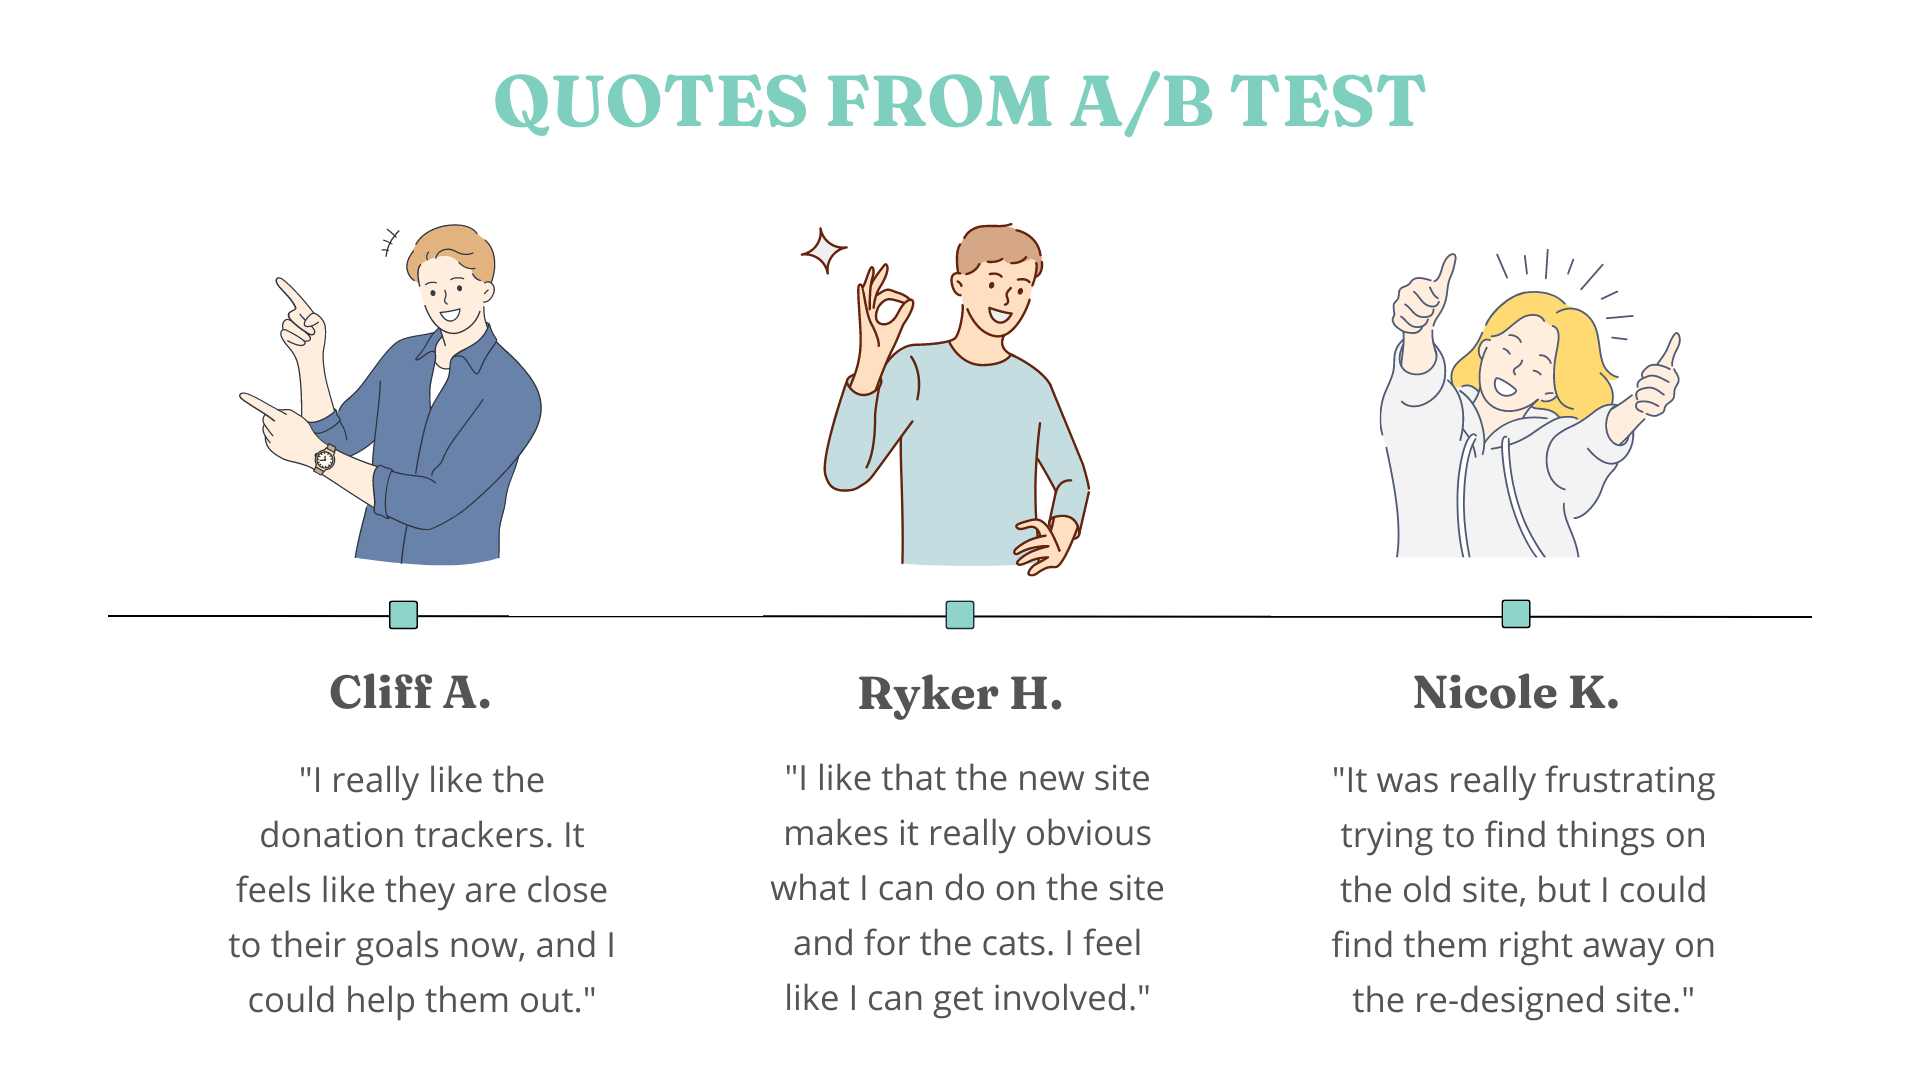 QUOTES FROM A/B TEST
Cliff A.
"I really like the
donation trackers. It
feels like they are close
to their goals now, and I
could help them out."
Ryker H.
"I like that the new site
makes it really obvious
what I can do on the site
and for the cats. I feel
like I can get involved."
Nicole K.
"It was really frustrating
trying to find things on
the old site, but I could
find them right away on
the re-designed site."